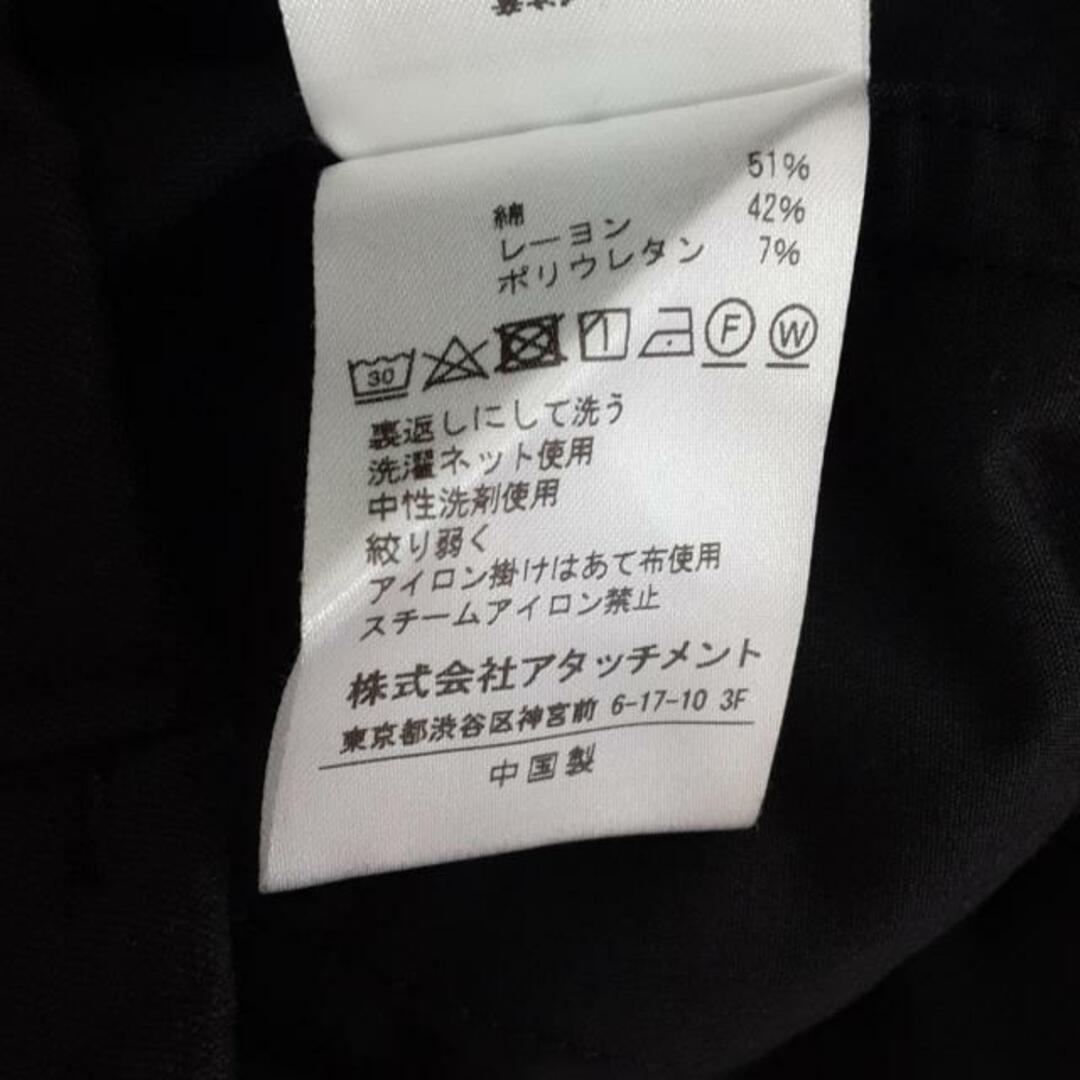 綿 51%
レーヨン 42%
ポリウレタン 7%
30 F W
裏返しにして洗う
洗濯ネット使用
中性洗剤使用
絞り弱く
アイロン掛けはあて布使用
スチームアイロン禁止
株式会社アタッチメント
東京都渋谷区神宮前 6-17-10 3F
中国製